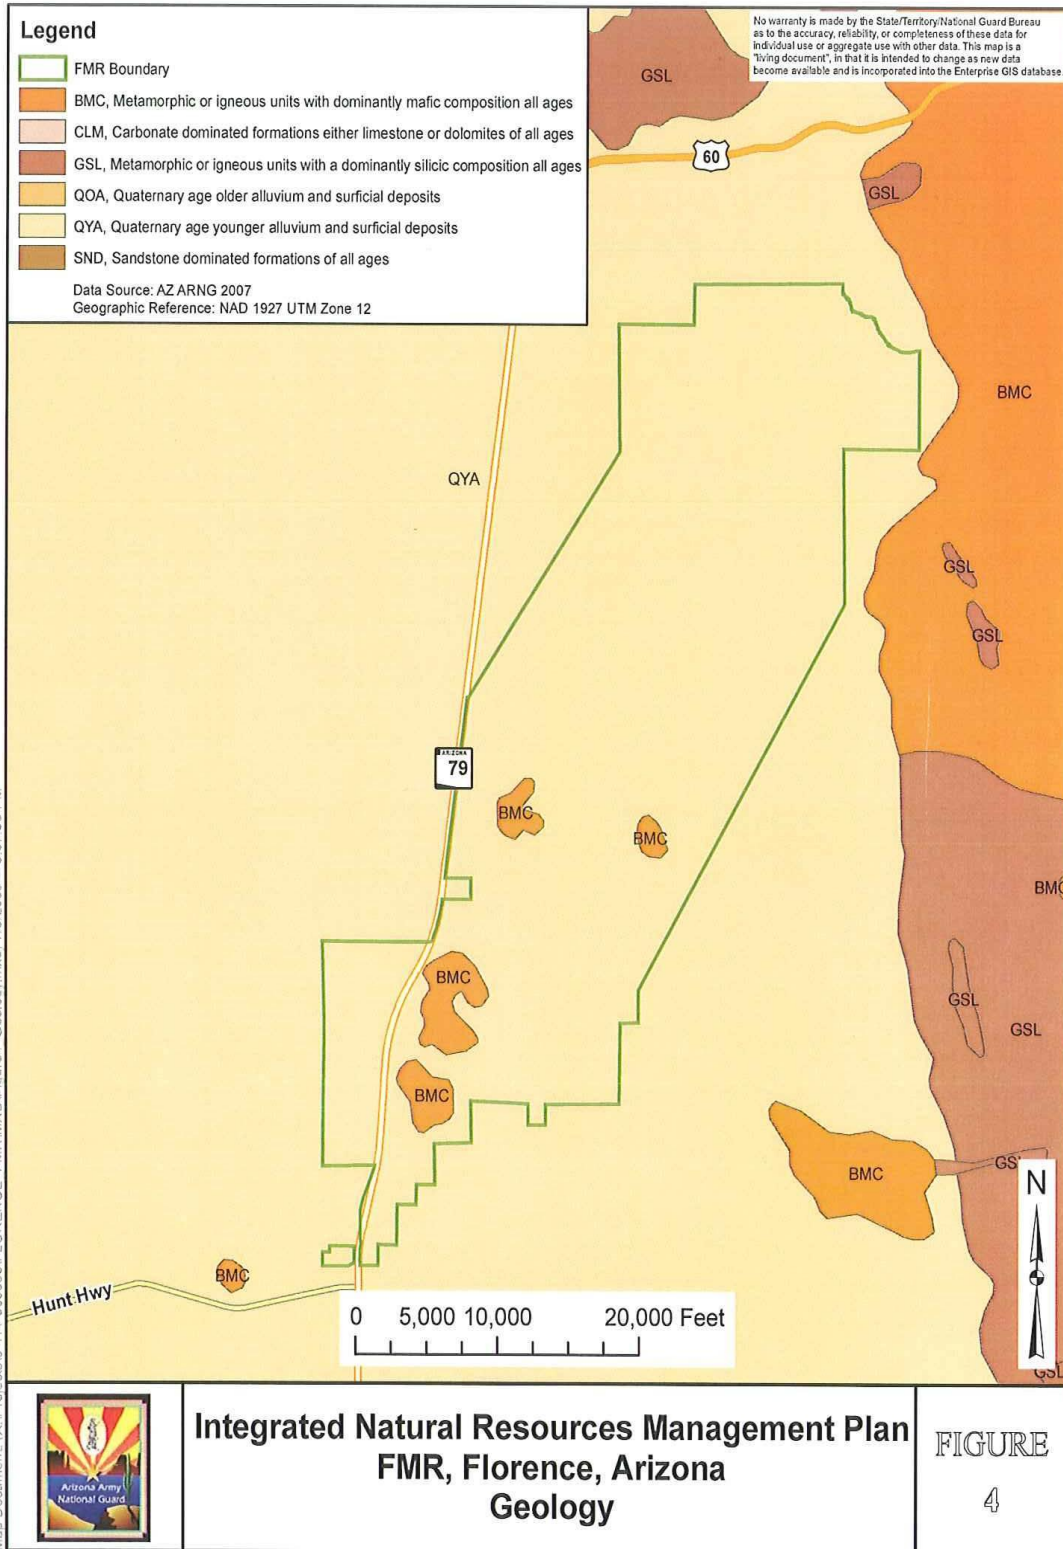 Legend
FMR Boundary
BMC, Metamorphic or igneous units with dominantly mafic composition all ages
CLM, Carbonate dominated formations either limestone or dolomites of all ages
GSL, Metamorphic or igneous units with a dominantly silicic composition all ages
QOA, Quaternary age older alluvium and surficial deposits
QYA, Quaternary age younger alluvium and surficial deposits
SND, Sandstone dominated formations of all ages
Data Source: AZ ARNG 2007
Geographic Reference: NAD 1927 UTM Zone 12
No warranty is made by the State/Territory/National Guard Bureau
as to the accuracy, reliability, or completeness of these data for
individual use or aggregate use with other data. This map is a
"living document", in that it is intended to change as new data
become available and is incorporated into the Enterprise GIS database.
GSL
60
GSL
BMC
QYA
GSL
GSL
ARIZONA
79
BMC
BMC
BMC
BMC
GSL
GSL
BMC
BMC
GS
BMC
N
BMC
Hunt Hwy
0 5,000 10,000 20,000 Feet
GSL
Arizona Army
National Guard
Integrated Natural Resources Management Plan
FMR, Florence, Arizona
Geology
FIGURE
4